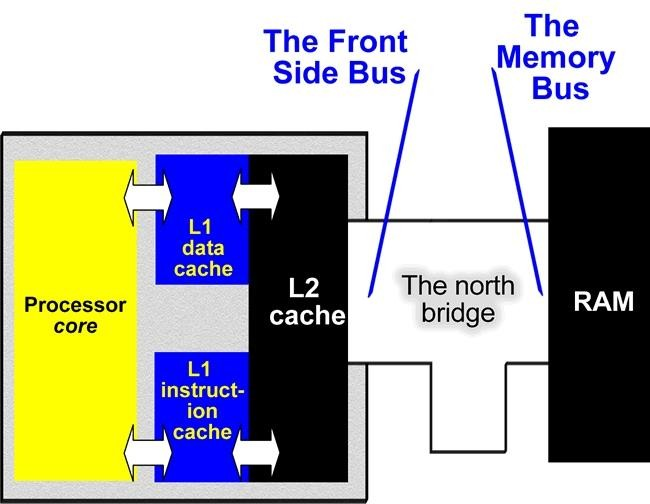 The Front
Side Bus
The
Memory
Bus
Processor
core
L1
data
cache
L1
instruct-
ion
cache
L2
cache
The north
bridge
RAM